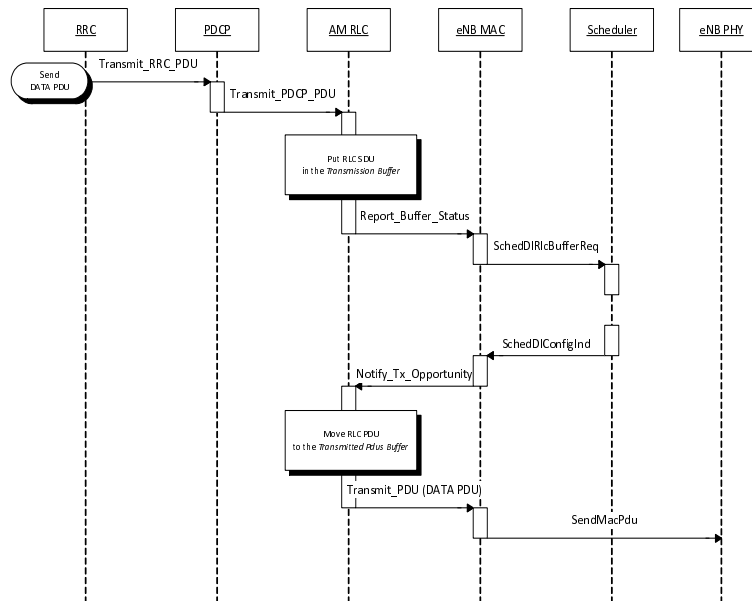 RRC
PDCP
AM RLC
eNB MAC
Scheduler
eNB PHY
Send
DATA PDU
Transmit_RRC_PDU
Transmit_PDCP_PDU
Put RLC SDU
in the Transmission Buffer
Report_Buffer_Status
SchedDlRlcBufferReq
SchedDlConfigInd
Notify_Tx_Opportunity
Move RLC PDU
to the Transmitted Pdus Buffer
Transmit_PDU (DATA PDU)
SendMacPdu